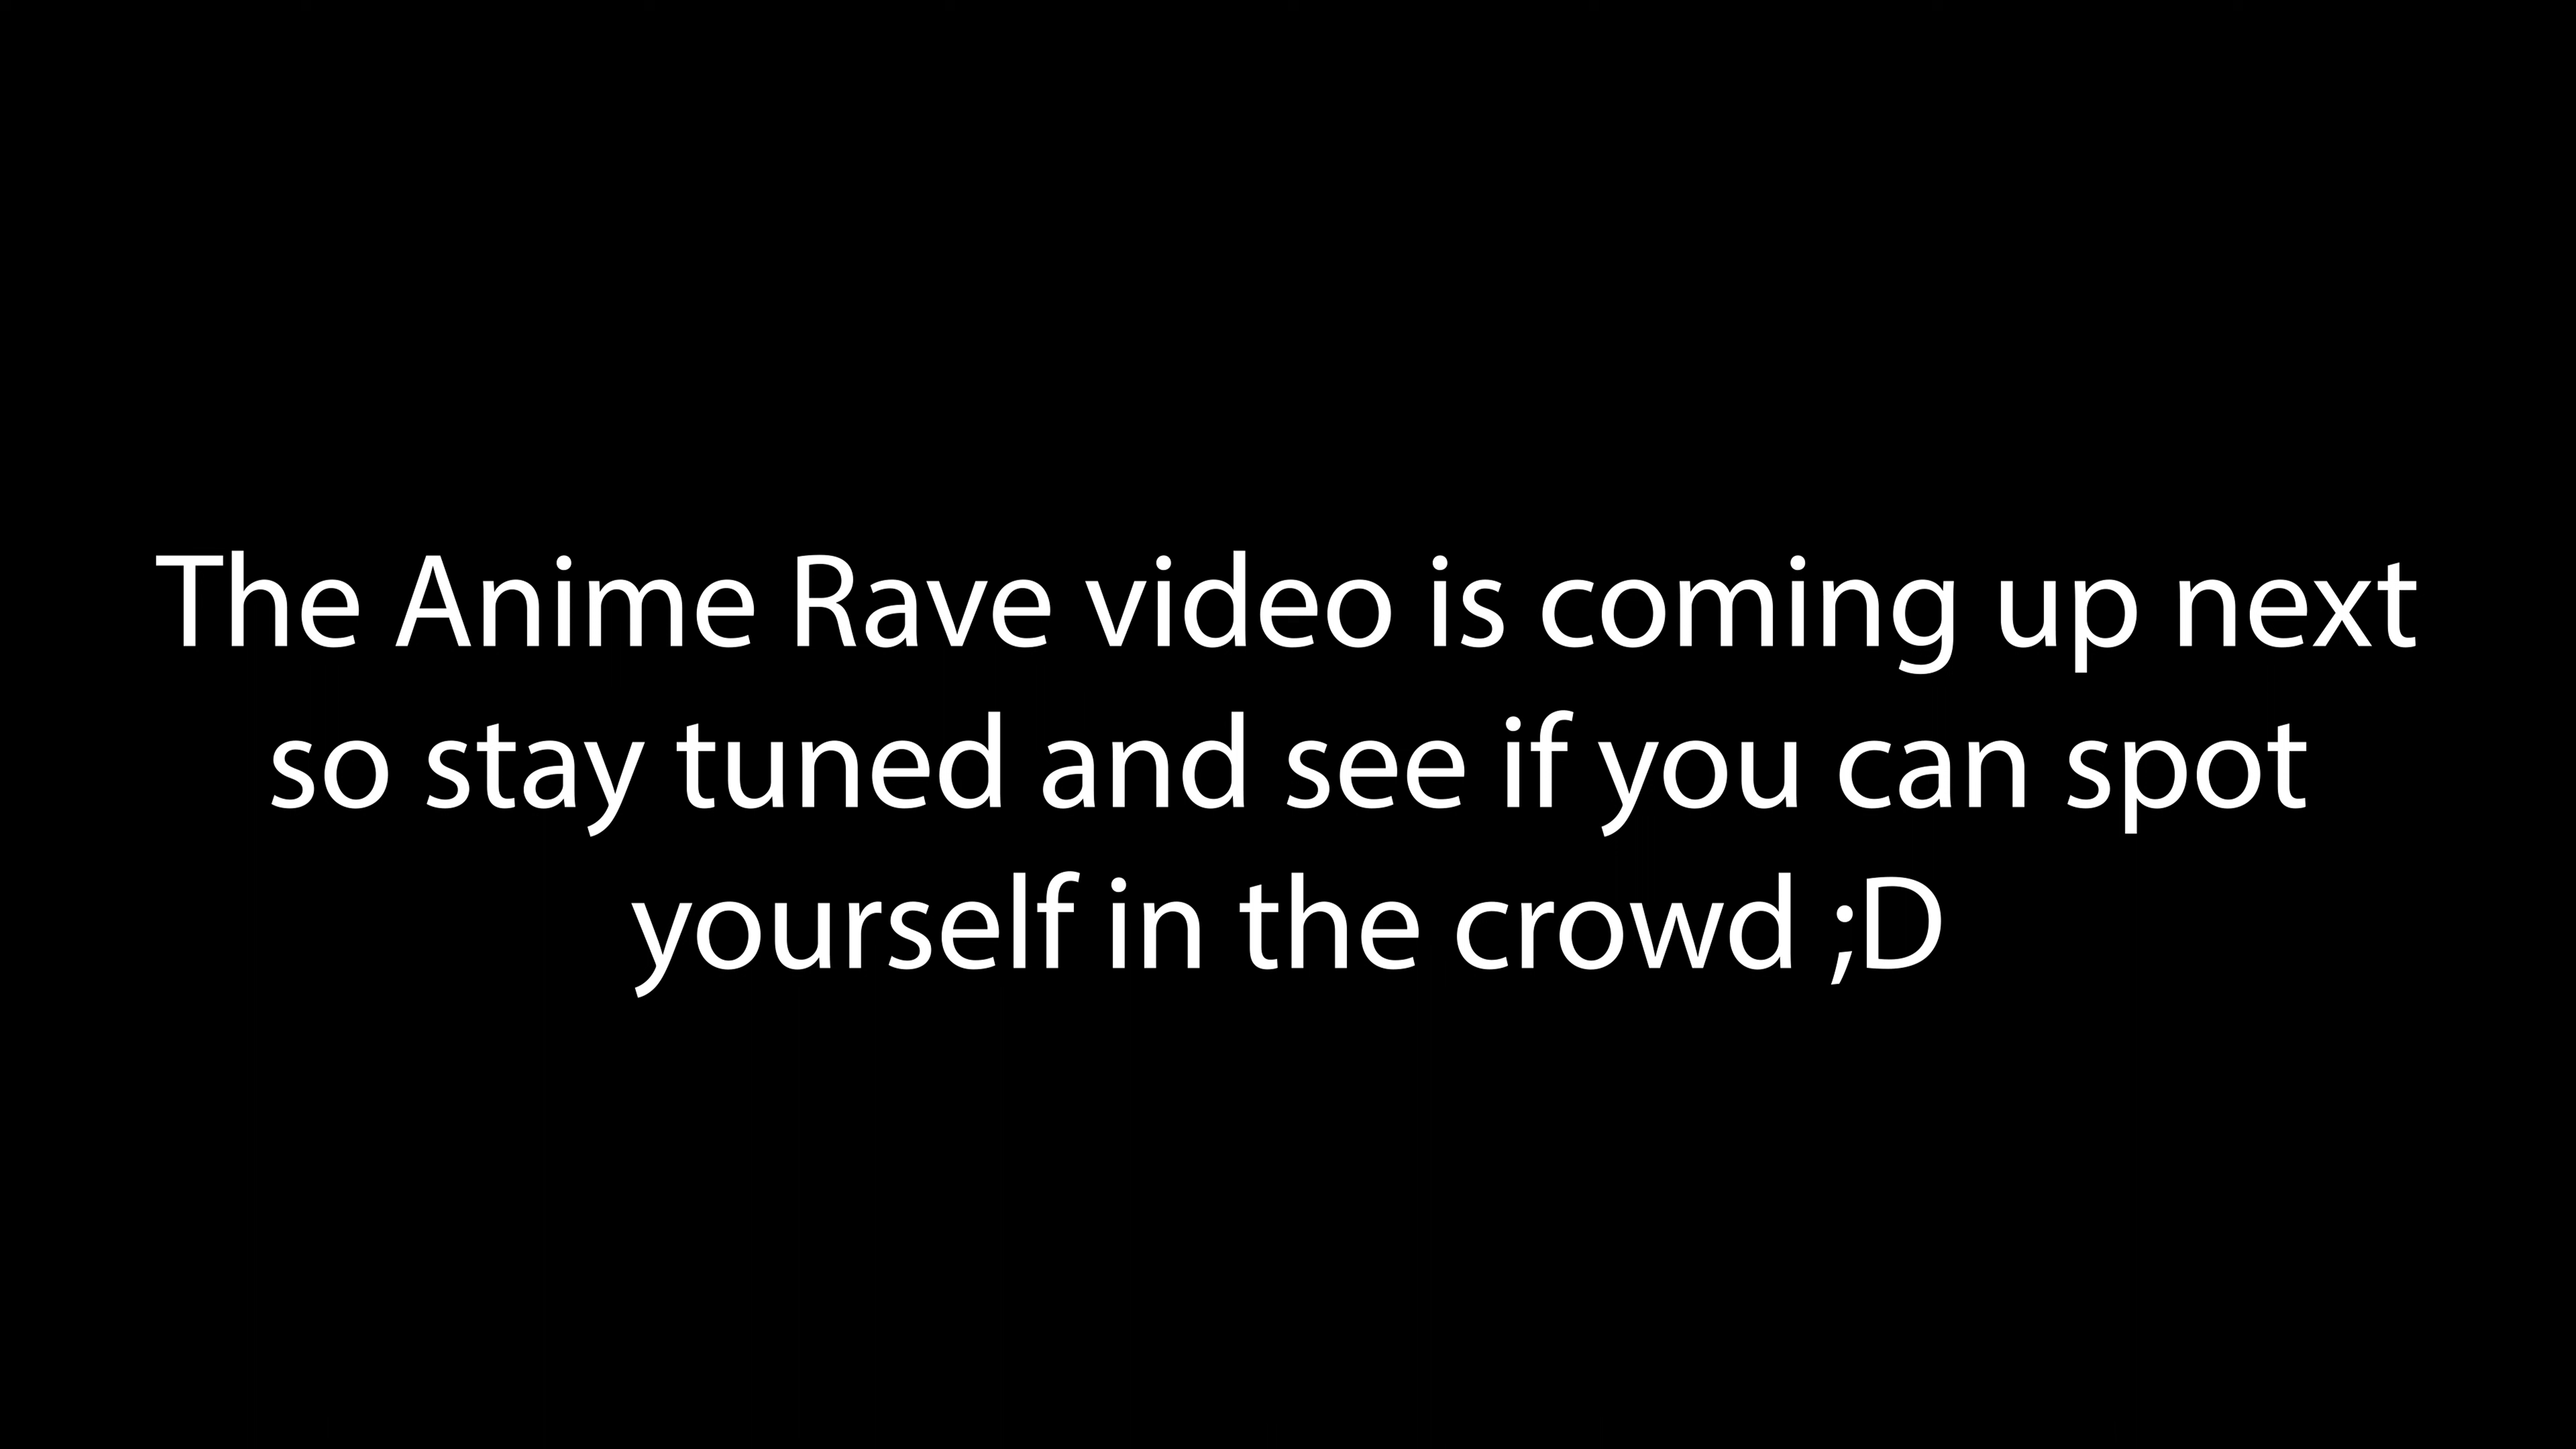 The Anime Rave video is coming up next
so stay tuned and see if you can spot
yourself in the crowd ;D